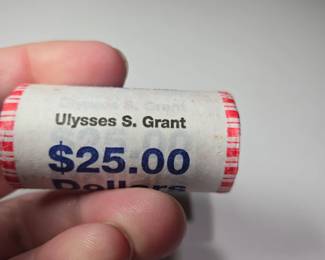 Ulysses S. Grant
$25.00
Dollars